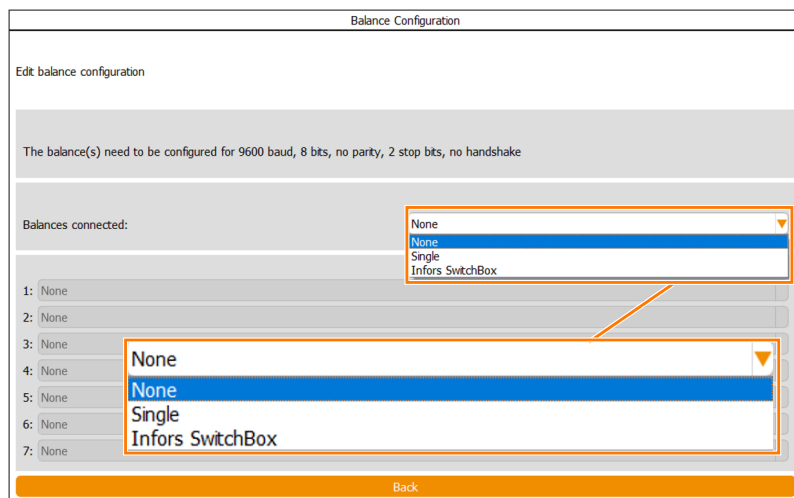 Balance Configuration
Edit balance configuration
The balance(s) need to be configured for 9600 baud, 8 bits, no parity, 2 stop bits, no handshake
Balances connected:
None
None
Single
Infors SwitchBox
1: None
2: None
3: None
4: None
5: None
6: None
7: None
None
None
Single
Infors SwitchBox
Back